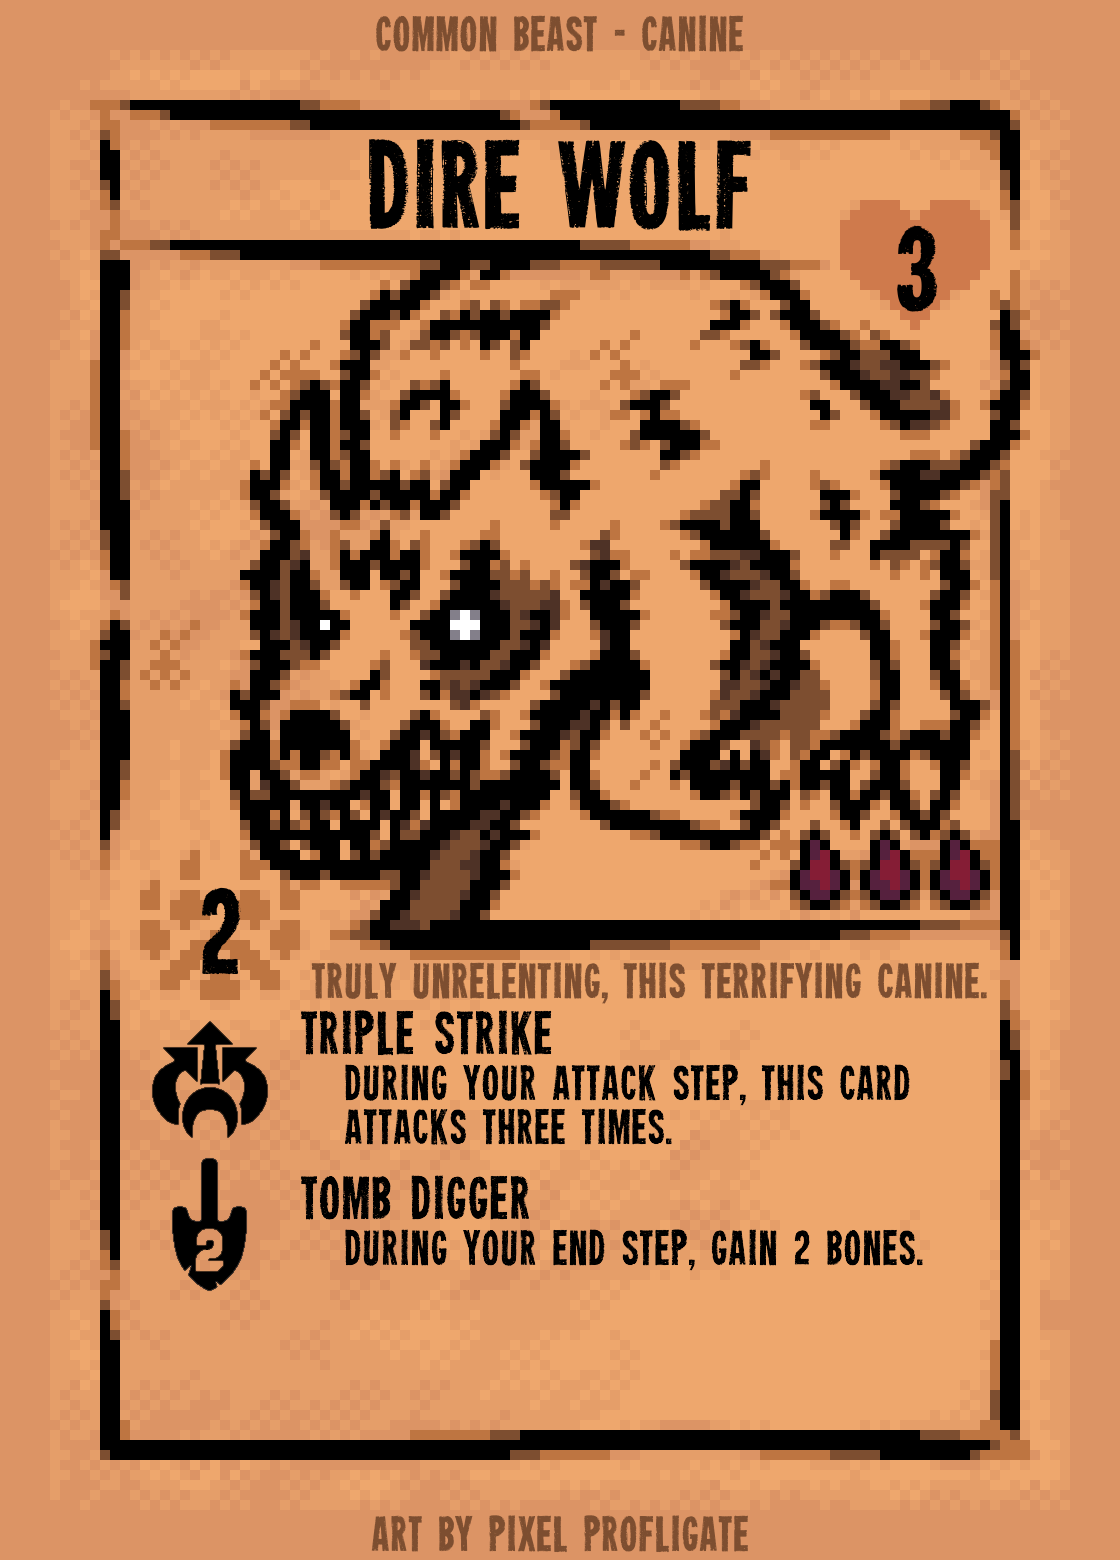 COMMON BEAST - CANINE
DIRE WOLF
3
2
TRULY UNRELENTING, THIS TERRIFYING CANINE.
TRIPLE STRIKE
DURING YOUR ATTACK STEP, THIS CARD
ATTACKS THREE TIMES.
TOMB DIGGER
2
DURING YOUR END STEP, GAIN 2 BONES.
ART BY PIXEL PROFLIGATE